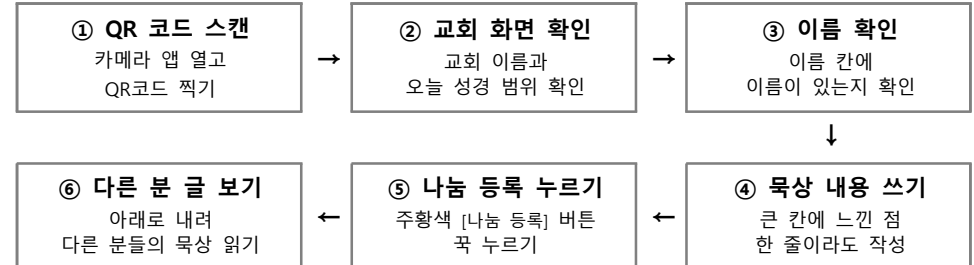 ① QR 코드 스캔
카메라 앱 열고
QR코드 찍기
→
② 교회 화면 확인
교회 이름과
오늘 성경 범위 확인
→
③ 이름 확인
이름 칸에
이름이 있는지 확인
↓
④ 묵상 내용 쓰기
큰 칸에 느낀 점
한 줄이라도 작성
←
⑤ 나눔 등록 누르기
주황색 [나눔 등록] 버튼
꾹 누르기
←
⑥ 다른 분 글 보기
아래로 내려
다른 분들의 묵상 읽기